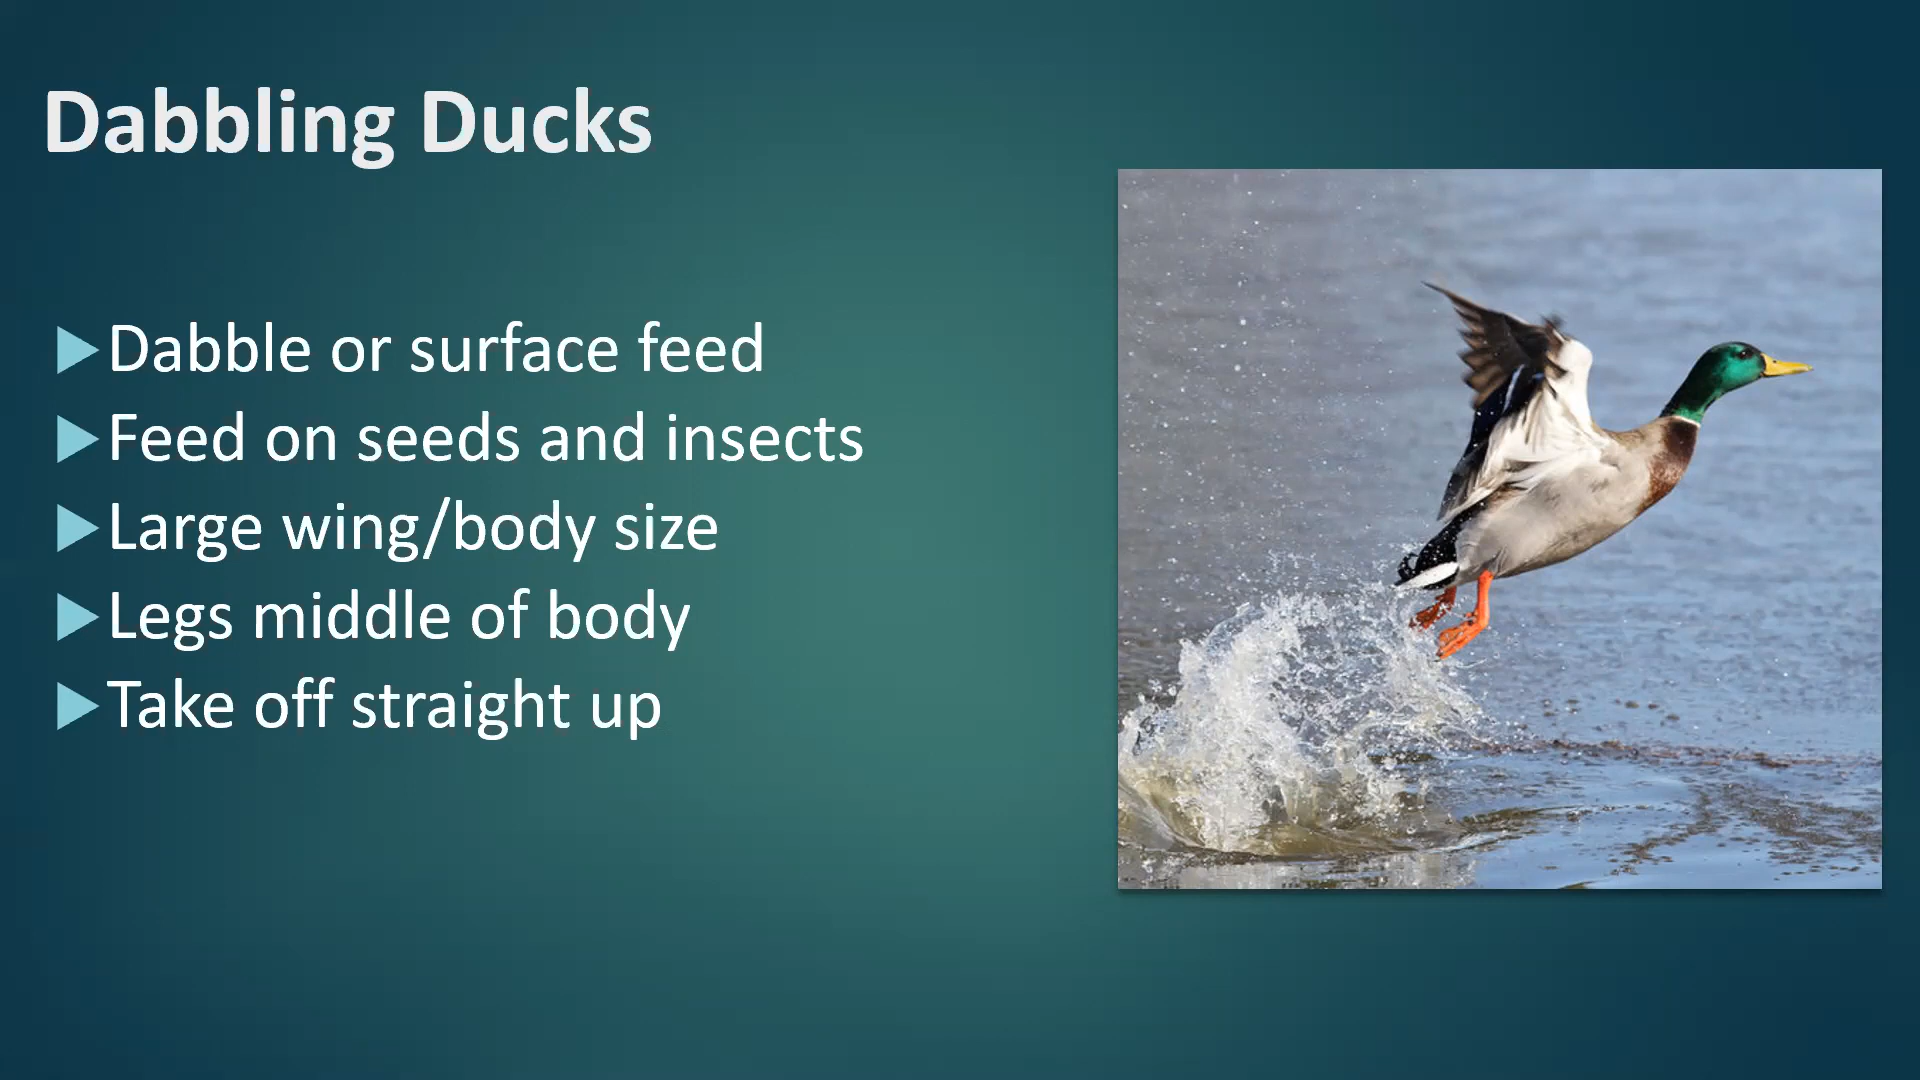 Dabbling Ducks
Dabble or surface feed
Feed on seeds and insects
Large wing/body size
Legs middle of body
Take off straight up